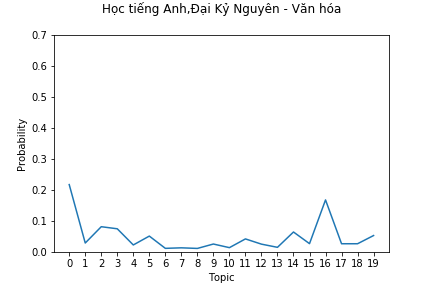 Học tiếng Anh,Đại Kỷ Nguyên - Văn hóa
0.7
0.6
0.5
0.4
0.3
0.2
0.1
0.0
Probability
0 1 2 3 4 5 6 7 8 9 10 11 12 13 14 15 16 17 18 19
Topic